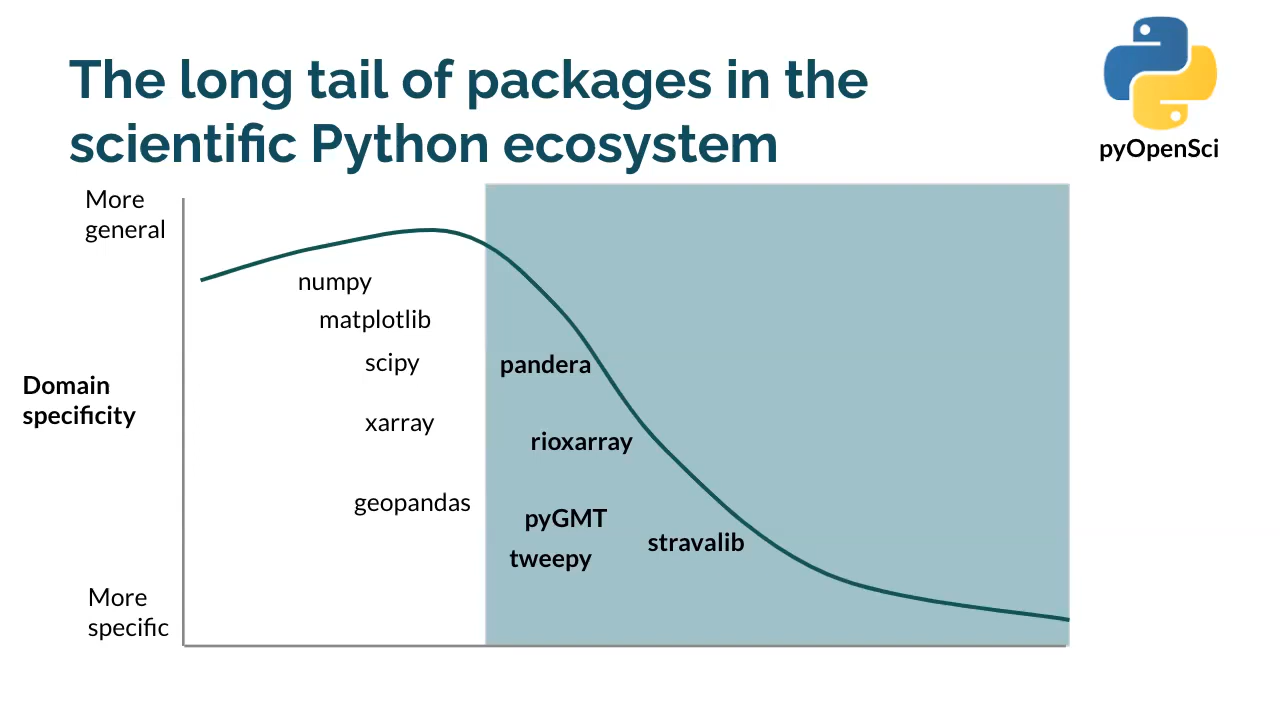 The long tail of packages in the
scientific Python ecosystem
pyOpenSci
More
general
numpy
matplotlib
scipy
pandera
Domain
specificity
xarray
rioxarray
geopandas
pyGMT
stravalib
tweepy
More
specific